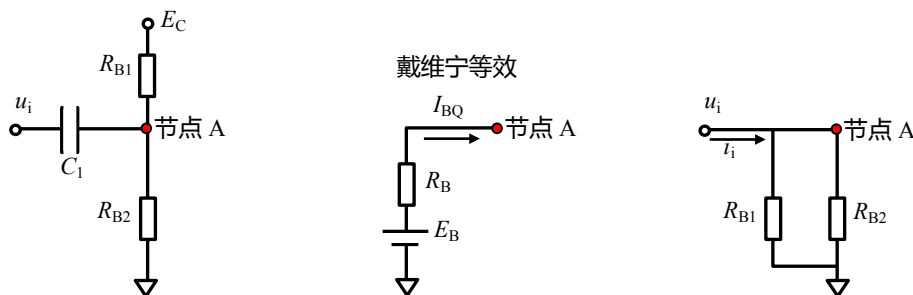 E_C
R_B1
u_i
节点 A
C_1
R_B2
戴维宁等效
I_BQ
节点 A
R_B
E_B
u_i
节点 A
i_i
R_B1
R_B2